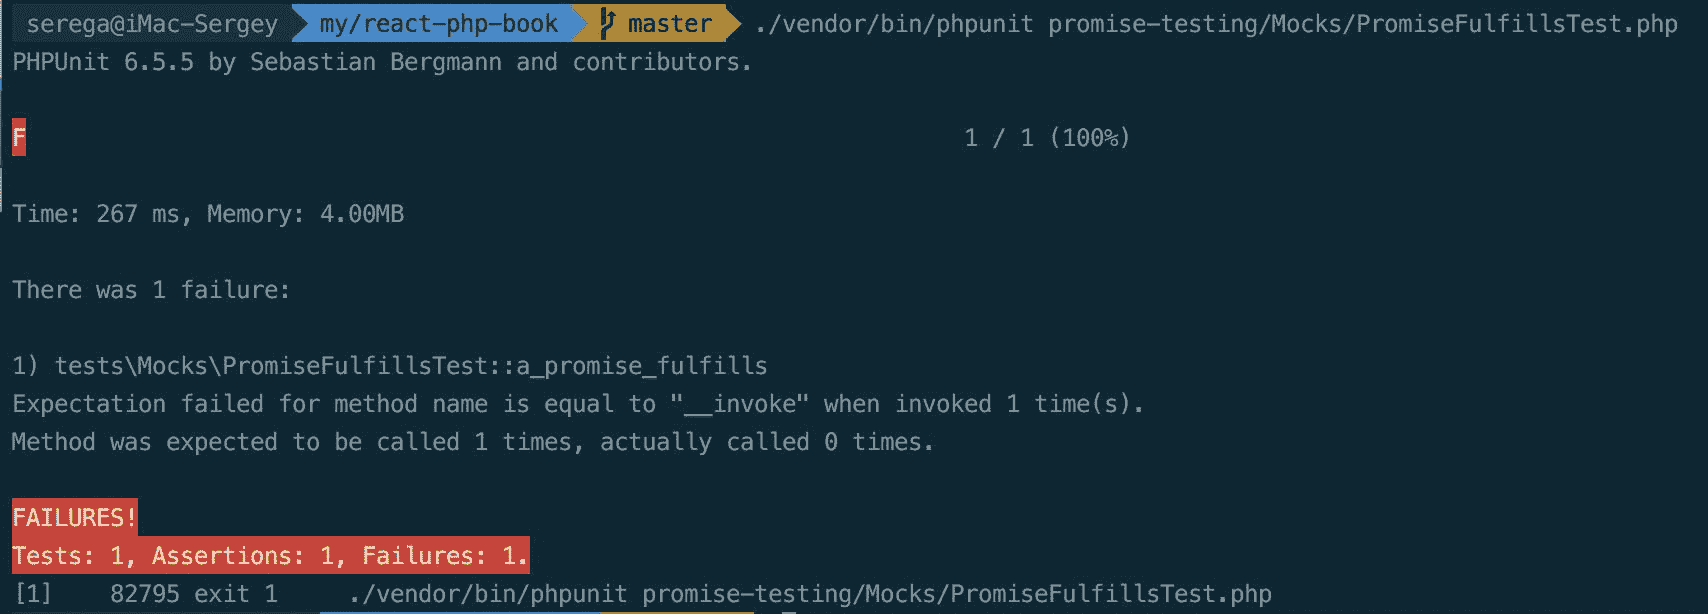 serega@iMac-Sergey my/react-php-book master ./vendor/bin/phpunit promise-testing/Mocks/PromiseFulfillsTest.php
PHPUnit 6.5.5 by Sebastian Bergmann and contributors.
F 1 / 1 (100%)
Time: 267 ms, Memory: 4.00MB
There was 1 failure:
1) tests\Mocks\PromiseFulfillsTest::a_promise_fulfills
Expectation failed for method name is equal to "__invoke" when invoked 1 time(s).
Method was expected to be called 1 times, actually called 0 times.
FAILURES!
Tests: 1, Assertions: 1, Failures: 1.
[1] 82795 exit 1 ./vendor/bin/phpunit promise-testing/Mocks/PromiseFulfillsTest.php